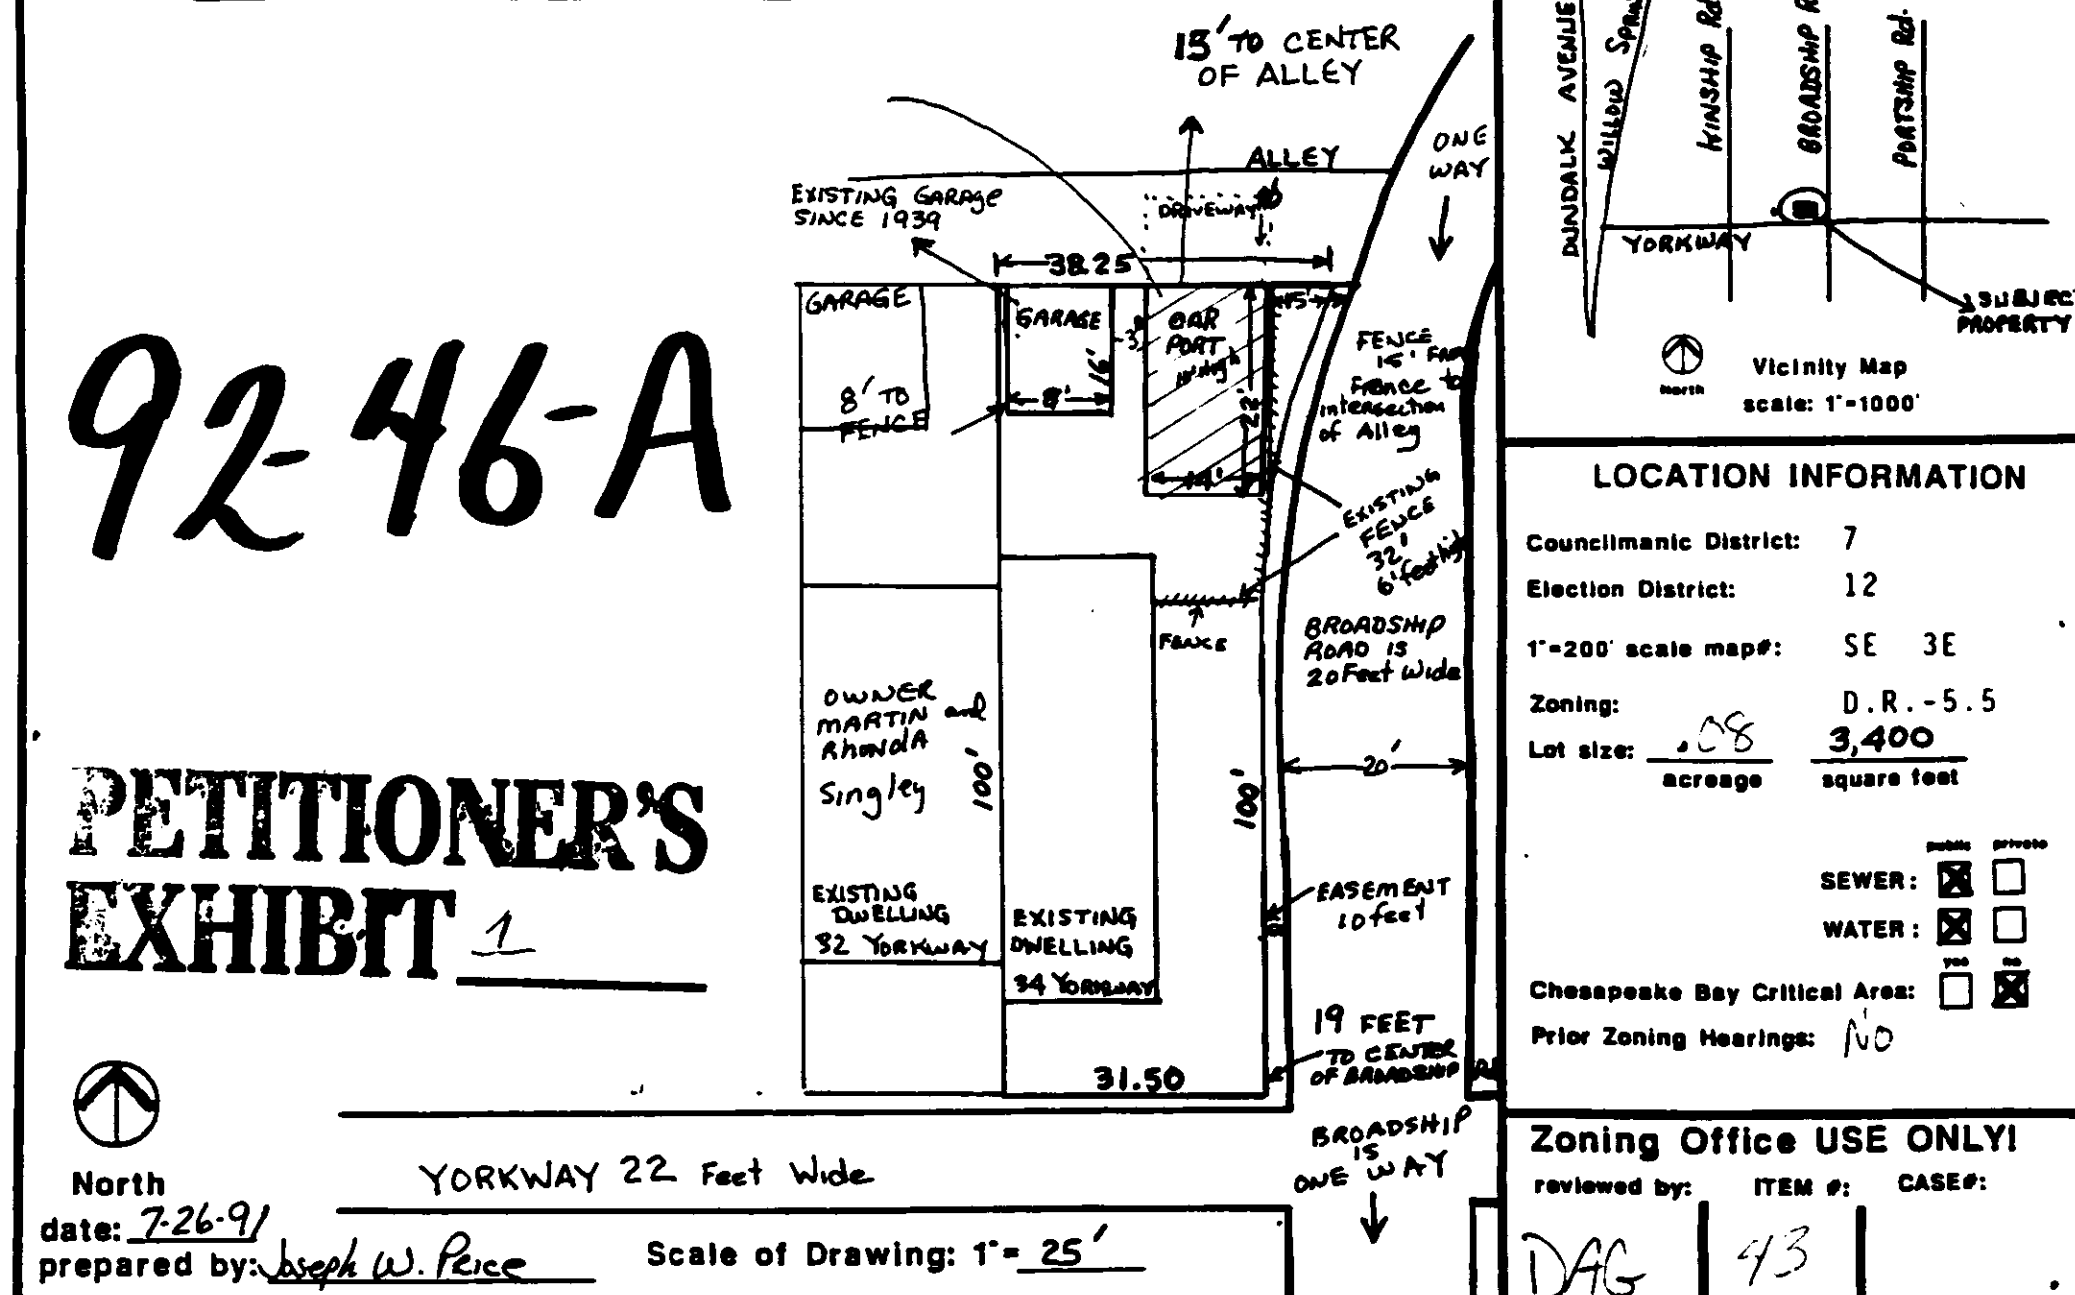 15' TO CENTER
OF ALLEY
ALLEY
ONE
WAY
EXISTING GARAGE
SINCE 1939
DRIVEWAY
38.25
GARAGE
GARAGE
3'
CAR
PORT
15'
8' TO
FENCE
8'
16'
22'
14'
FENCE
15' FROM
to
intersection
of Alley
EXISTING
FENCE
32'
6' feet high
FENCE
BROADSHIP
ROAD IS
20 Feet Wide
92-46-A
OWNER
MARTIN and
RhondA
Singley
100'
100'
20'
PETITIONER'S
EXHIBIT 1
EXISTING
DWELLING
32 YORKWAY
EXISTING
DWELLING
34 YORKWAY
EASEMENT
10 feet
19 FEET
TO CENTER
OF BROADSHIP
31.50
BROADSHIP
IS
ONE WAY
YORKWAY 22 Feet Wide
North
date: 7-26-91
prepared by: Joseph W. Price
Scale of Drawing: 1"= 25'
DUNDALK AVENUE
WILLOW
KINSHIP Rd
BROADSHIP
PORTSHIP Rd.
YORKWAY
SUBJECT
PROPERTY
North
Vicinity Map
scale: 1"=1000'
LOCATION INFORMATION
Councilmanic District: 7
Election District: 12
1"=200' scale map#: SE 3E
Zoning: D.R.-5.5
Lot size: .08 3,400
acreage square feet
public private
SEWER:
WATER:
yes no
Chesapeake Bay Critical Area:
Prior Zoning Hearings: NO
Zoning Office USE ONLY!
reviewed by: ITEM #: CASE#:
DAG 43